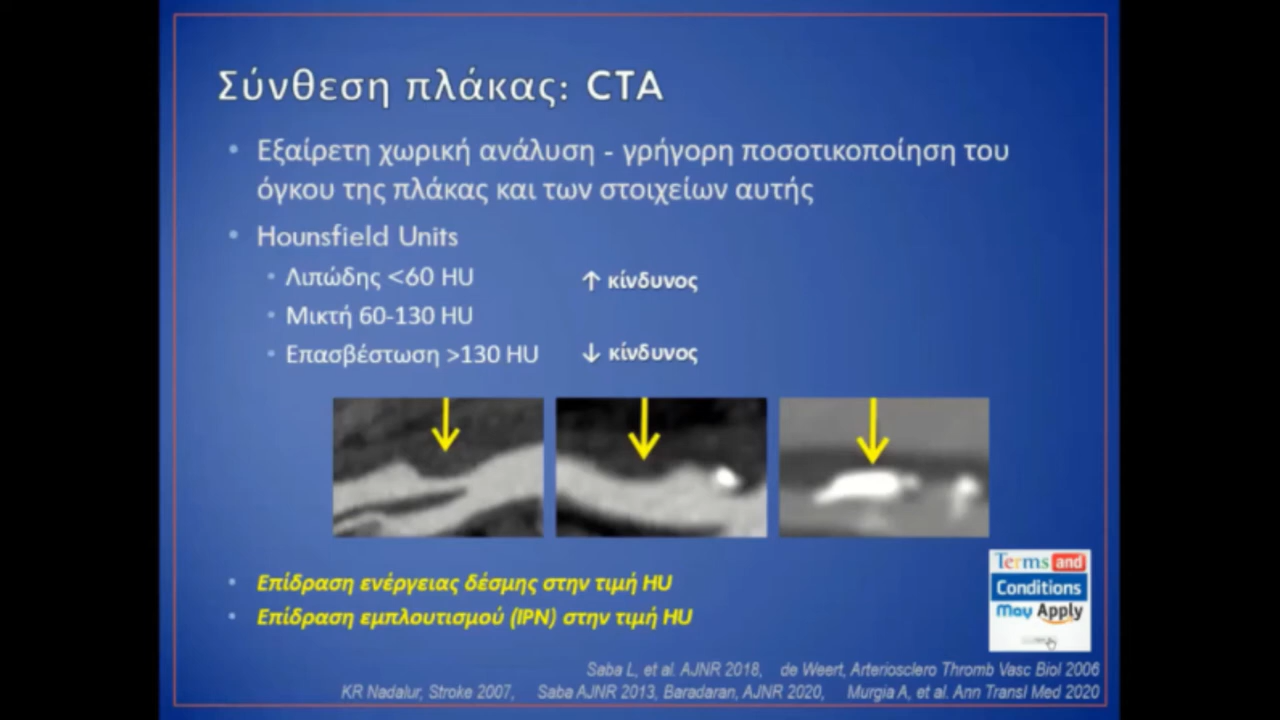 Σύνθεση πλάκας: CTA
• Εξαίρετη χωρική ανάλυση - γρήγορη ποσοτικοποίηση του
όγκου της πλάκας και των στοιχείων αυτής
• Hounsfield Units
• Λιπώδης <60 HU ↑ κίνδυνος
• Μικτή 60-130 HU
• Επασβέστωση >130 HU ↓ κίνδυνος
• Επίδραση ενέργειας δέσμης στην τιμή HU
• Επίδραση εμπλουτισμού (IPN) στην τιμή HU
Terms and
Conditions
May Apply
Saba L, et al. AJNR 2018, de Weert, Arteriosclero Thromb Vasc Biol 2006
KR Nadalur, Stroke 2007, Saba AJNR 2013, Baradaran, AJNR 2020, Murgia A, et al. Ann Transl Med 2020